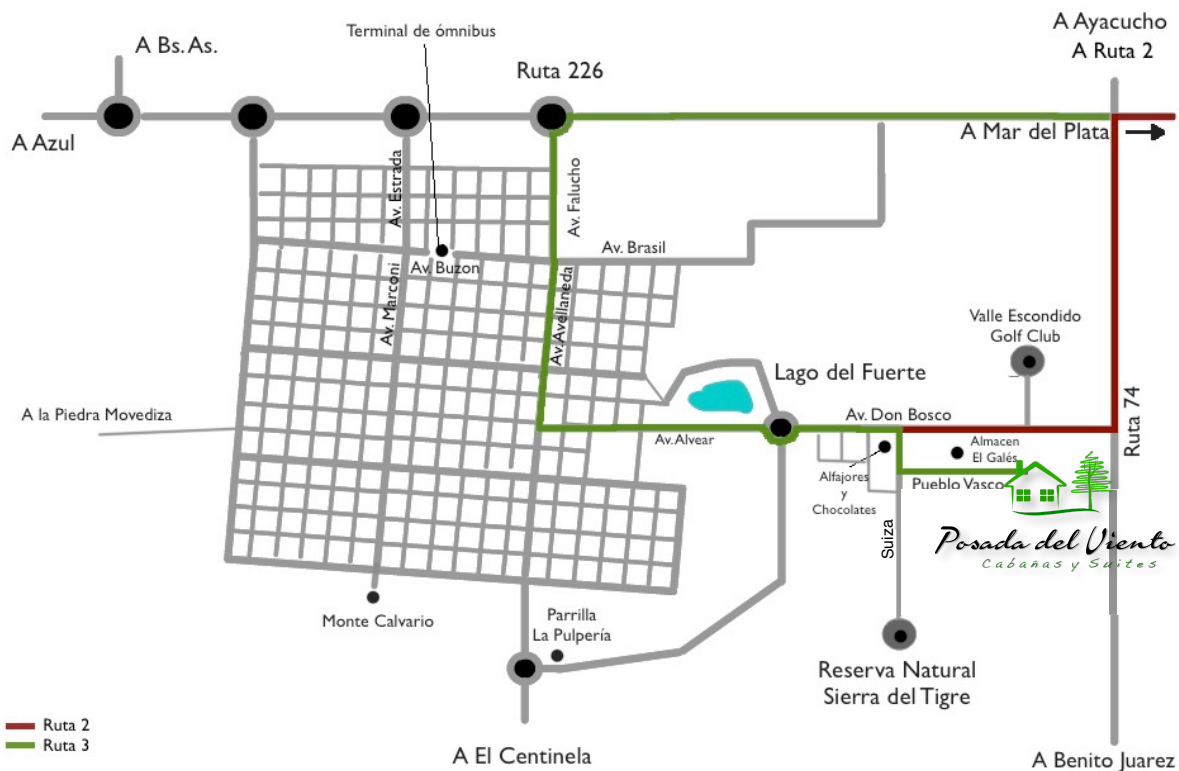 A Ayacucho
A Ruta 2
Terminal de ómnibus
A Bs. As.
Ruta 226
A Azul
A Mar del Plata
Av. Estrada
Av. Falucho
Av. Brasil
Av. Buzon
Av. Marconi
Av. Avellaneda
Valle Escondido
Golf Club
Lago del Fuerte
A la Piedra Movediza
Av. Don Bosco
Ruta 74
Av. Alvear
Almacen
El Galés
Alfajores
y
Chocolates
Pueblo Vasco
Suiza
Posada del Viento
Cabañas y Suites
Monte Calvario
Parrilla
La Pulpería
Reserva Natural
Sierra del Tigre
Ruta 2
Ruta 3
A El Centinela
A Benito Juarez